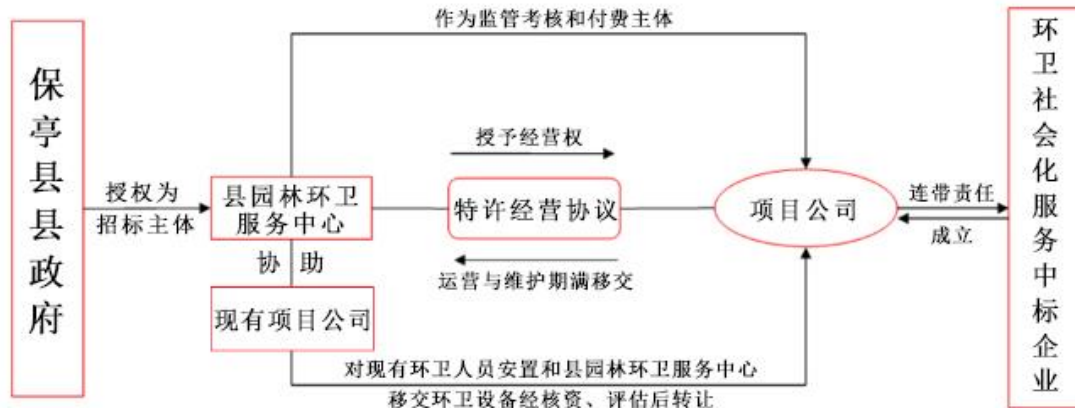 保亭县县政府
授权为
招标主体
作为监管考核和付费主体
县园林环卫
服务中心
协 助
现有项目公司
授予经营权
特许经营协议
运营与维护期满移交
项目公司
对现有环卫人员安置和县园林环卫服务中心
移交环卫设备经核资、评估后转让
连带责任
成立
环卫社会化服务中标企业